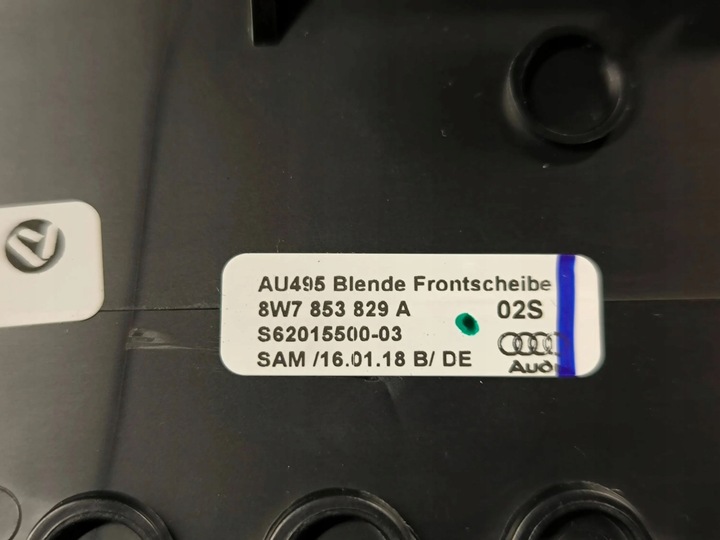 AU495 Blende Frontscheibe
8W7 853 829 A 02S
S62015500-03
SAM /16.01.18 B/ DE
Audi